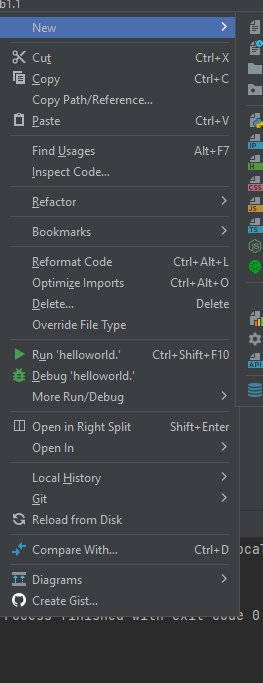 b1.1
New
Cut Ctrl+X
Copy Ctrl+C
Copy Path/Reference...
Paste Ctrl+V
Find Usages Alt+F7
Inspect Code...
Refactor
Bookmarks
Reformat Code Ctrl+Alt+L
Optimize Imports Ctrl+Alt+O
Delete... Delete
Override File Type
Run 'helloworld.' Ctrl+Shift+F10
Debug 'helloworld.'
More Run/Debug
Open in Right Split Shift+Enter
Open In
Local History
Git
Reload from Disk
Compare With... Ctrl+D
Diagrams
Create Gist...
Process finished with exit code 0
IP
H
CSS
JS
TS
API